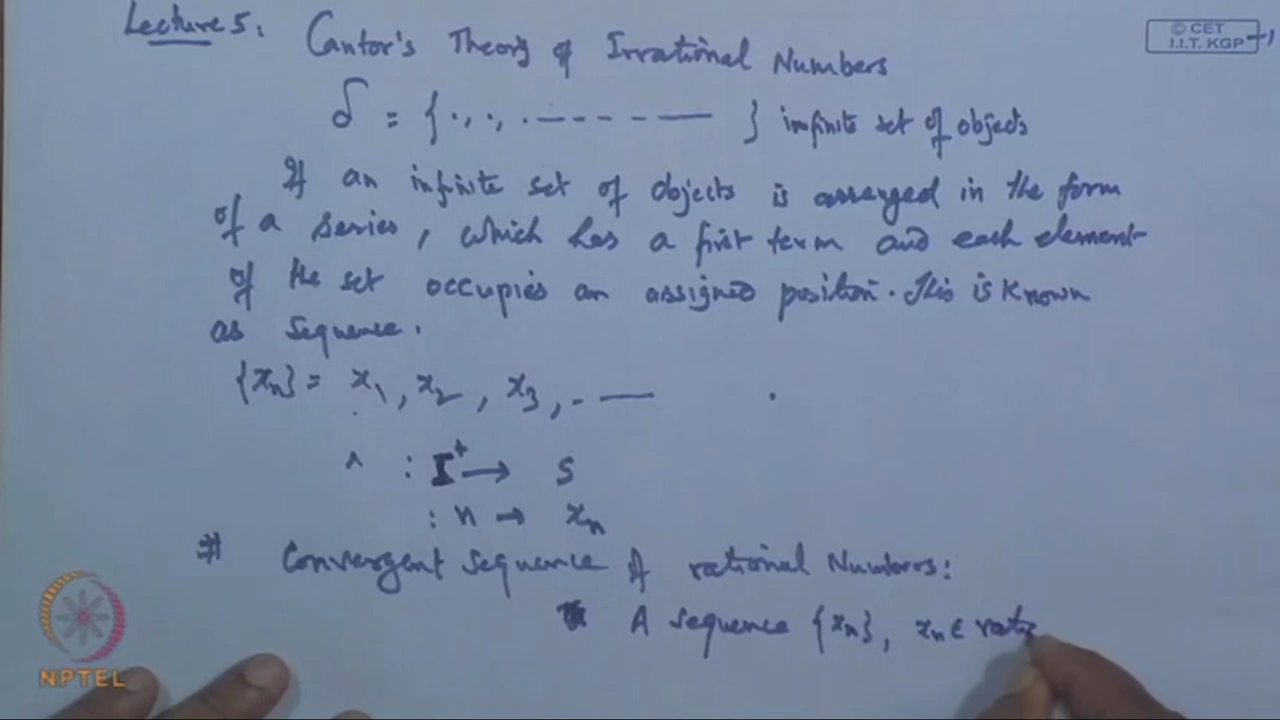 Lecture 5. Cantor's Theory of Irrational Numbers
© CET
I.I.T. KGP
S = { ., ., . ------ } infinite set of objects
If an infinite set of objects is arranged in the form
of a series, which has a first term and each element
of the set occupies an assigned position. This is known
as sequence.
{xn} = x1, x2, x3, .——
: I+ → S
: n → xn
# Convergent sequence of rational Numbers:
A sequence {xn}, xn ∈ ratio
NPTEL